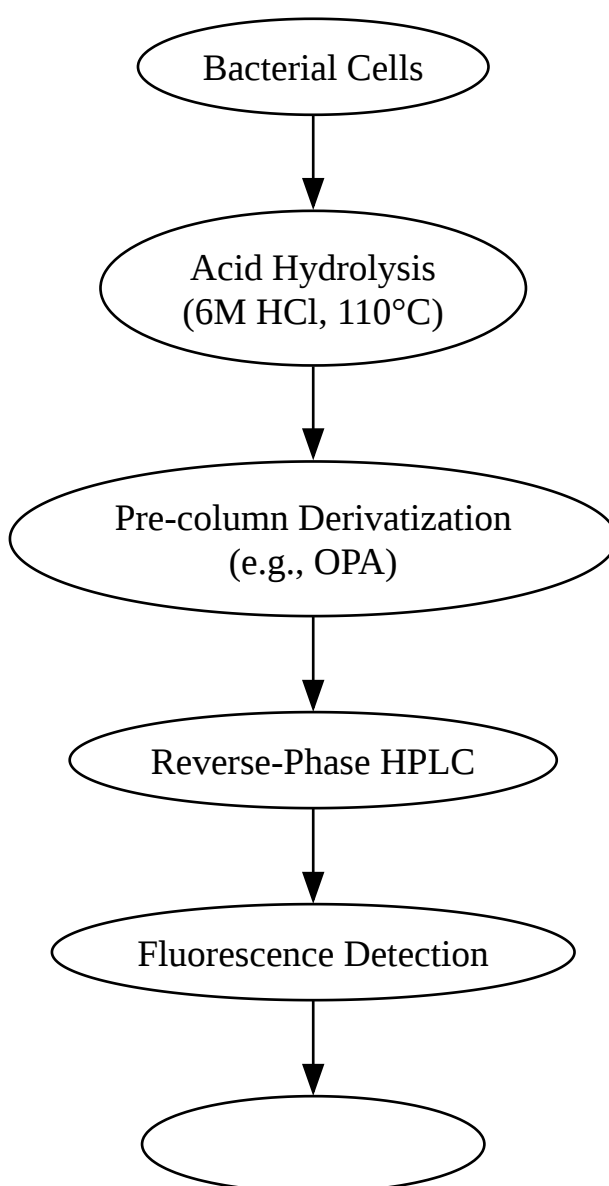 Bacterial Cells
Acid Hydrolysis
(6M HCl, 110°C)
Pre-column Derivatization
(e.g., OPA)
Reverse-Phase HPLC
Fluorescence Detection